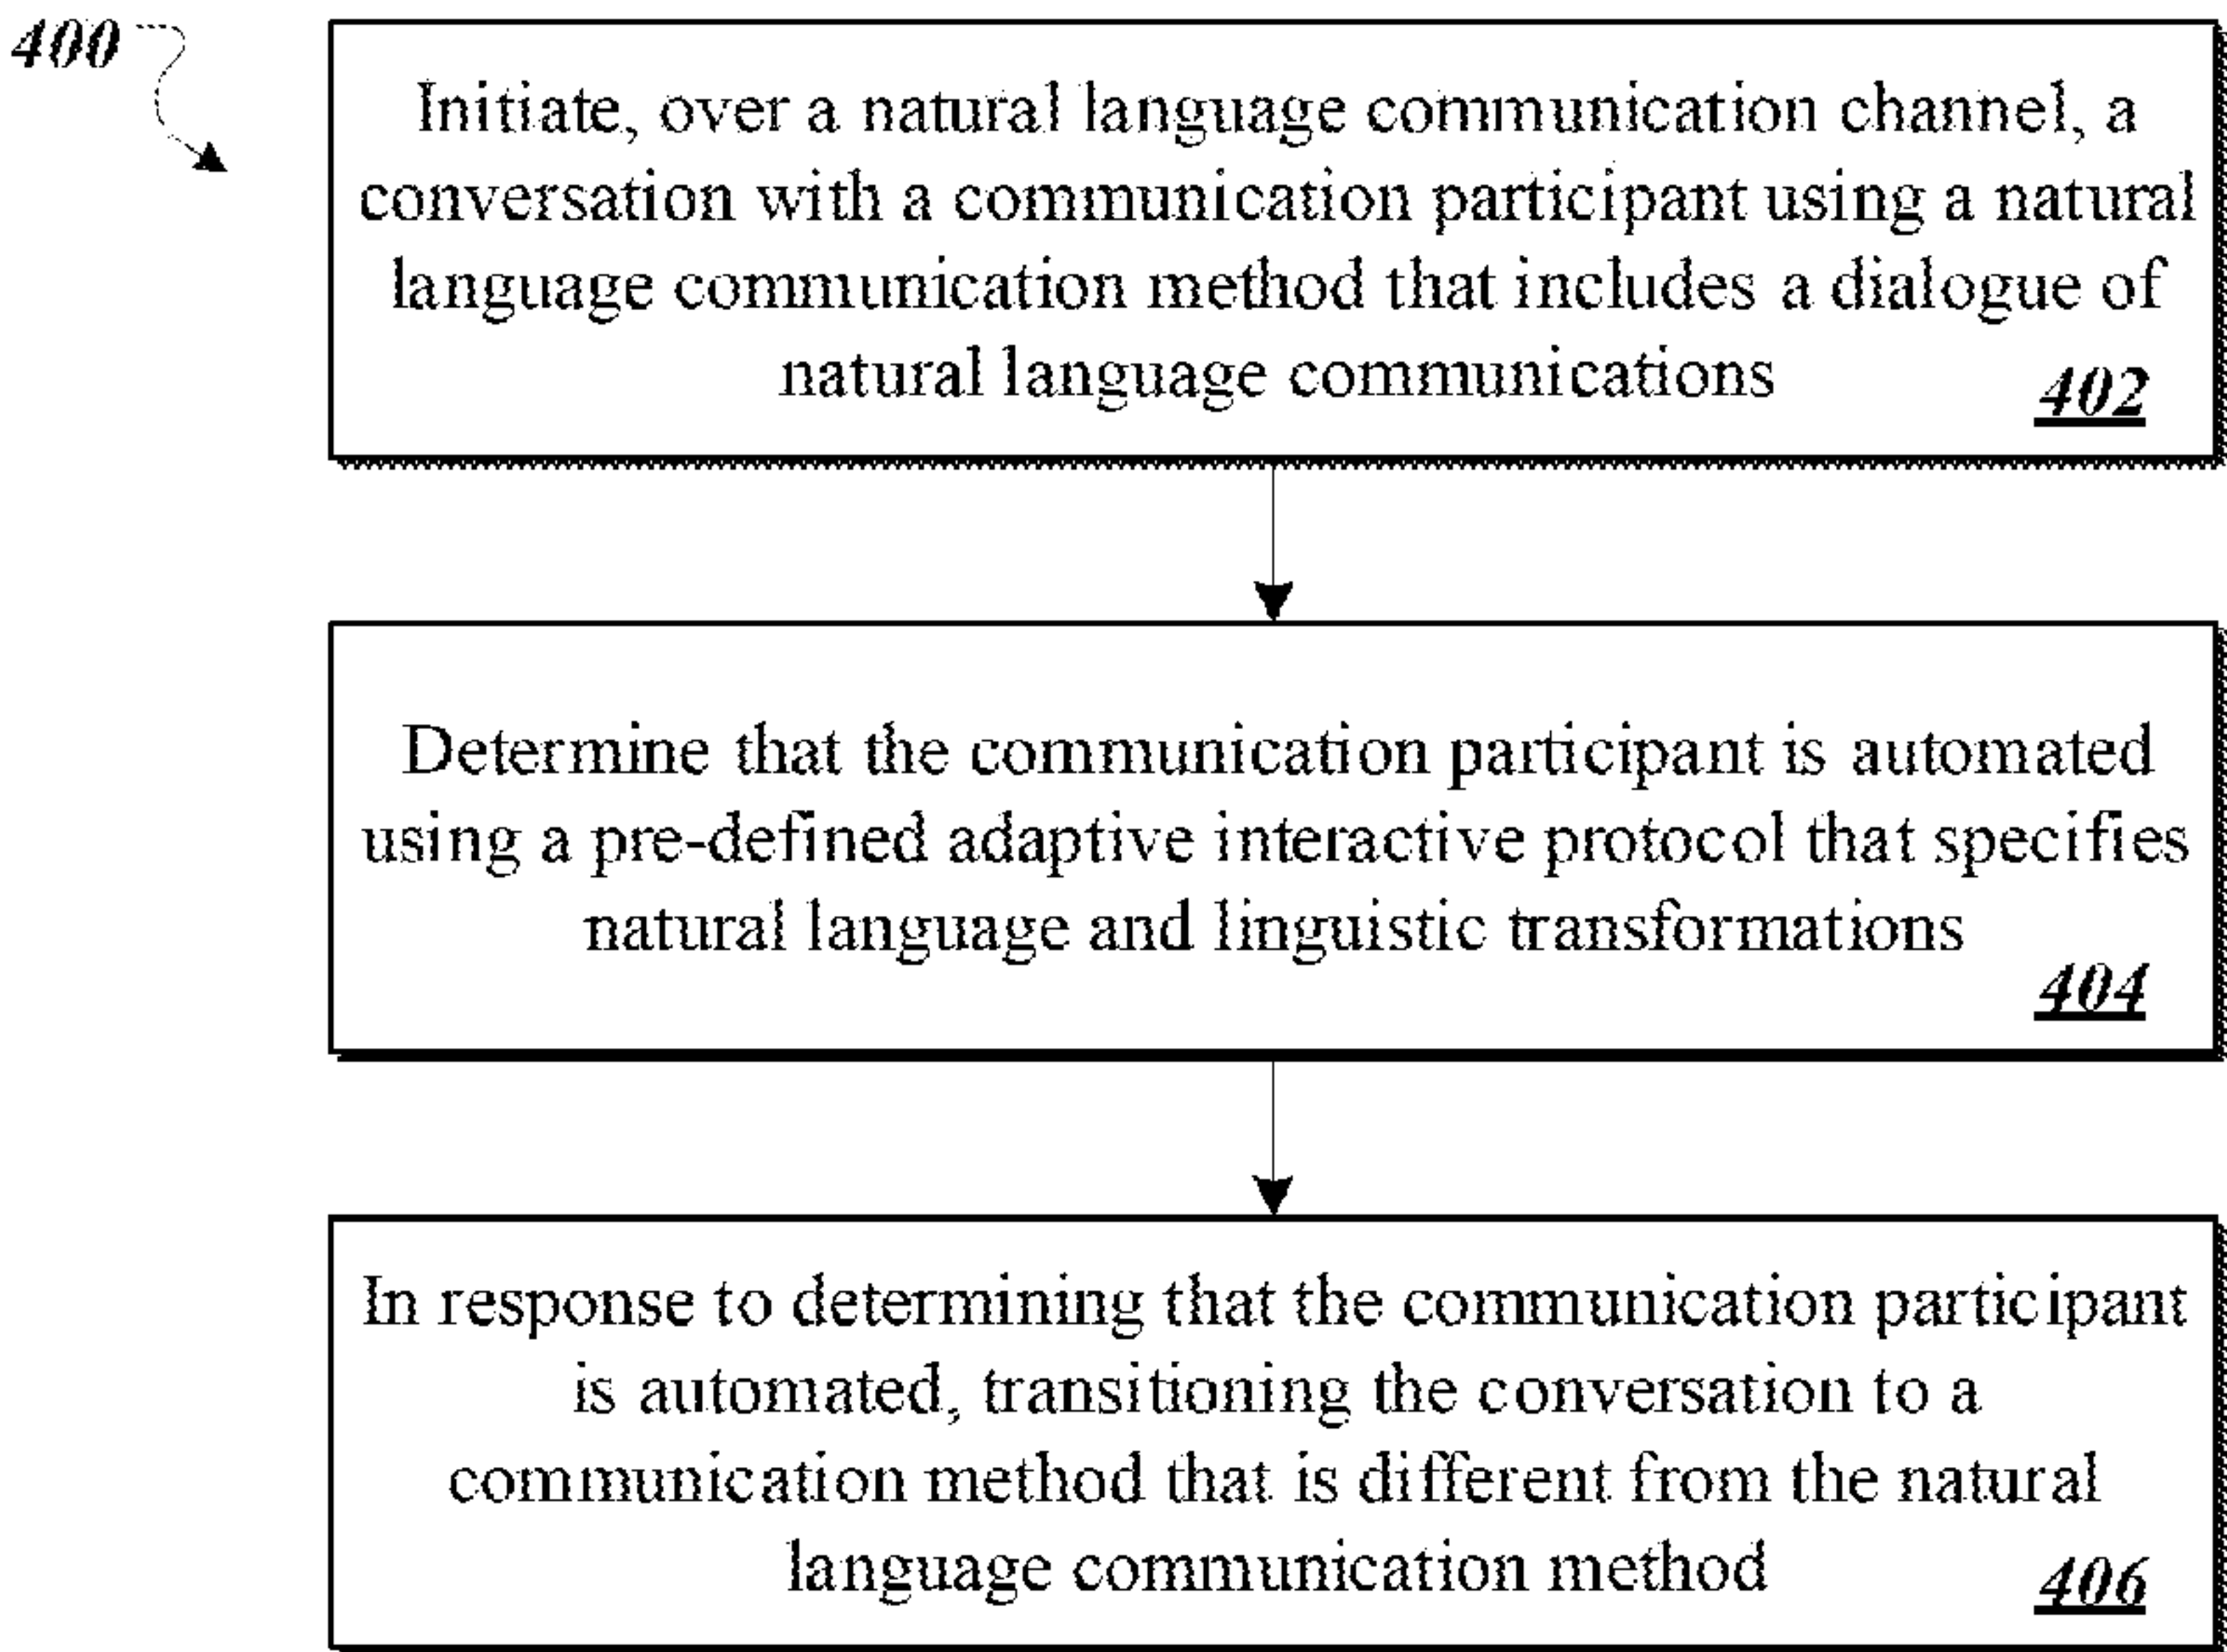 400
Initiate, over a natural language communication channel, a
conversation with a communication participant using a natural
language communication method that includes a dialogue of
natural language communications
402
Determine that the communication participant is automated
using a pre-defined adaptive interactive protocol that specifies
natural language and linguistic transformations
404
In response to determining that the communication participant
is automated, transitioning the conversation to a
communication method that is different from the natural
language communication method
406